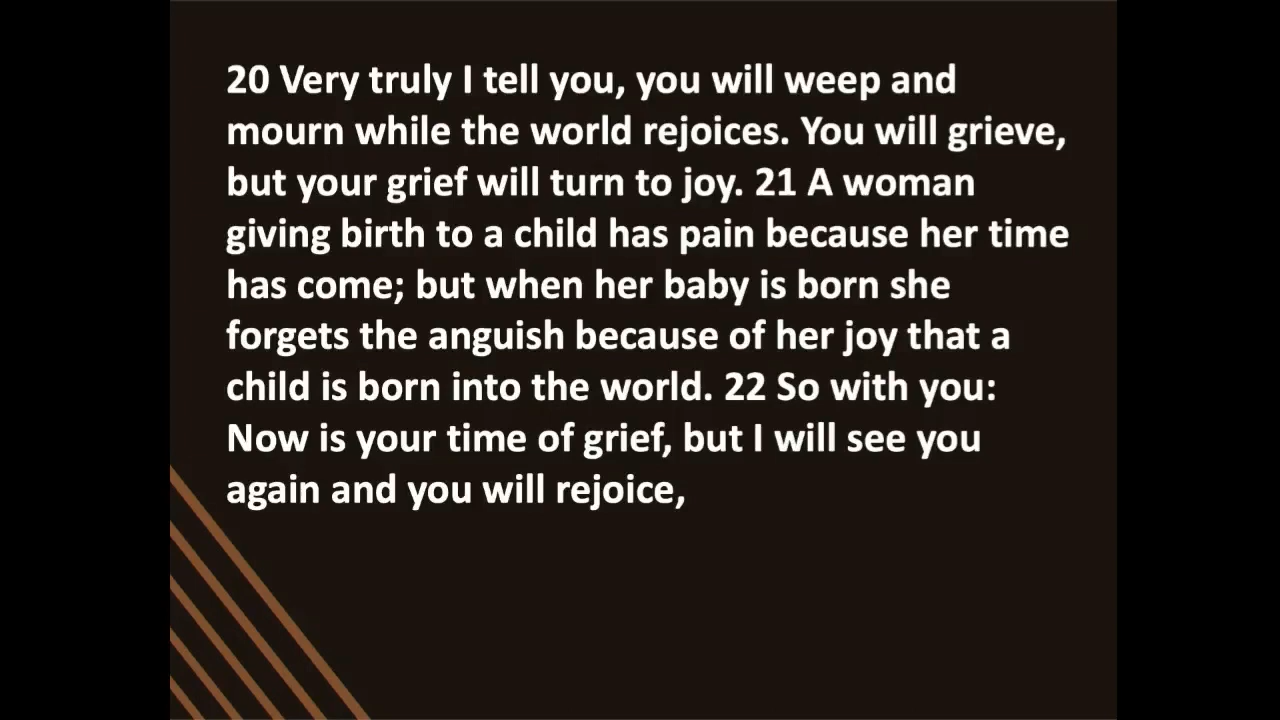 20 Very truly I tell you, you will weep and
mourn while the world rejoices. You will grieve,
but your grief will turn to joy. 21 A woman
giving birth to a child has pain because her time
has come; but when her baby is born she
forgets the anguish because of her joy that a
child is born into the world. 22 So with you:
Now is your time of grief, but I will see you
again and you will rejoice,